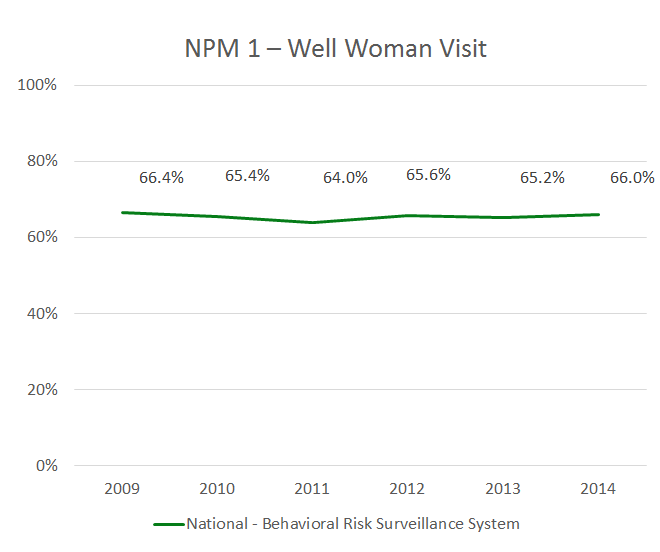 NPM 1 – Well Woman Visit
100%
80%
66.4% 65.4% 64.0% 65.6% 65.2% 66.0%
60%
40%
20%
0%
2009 2010 2011 2012 2013 2014
National - Behavioral Risk Surveillance System